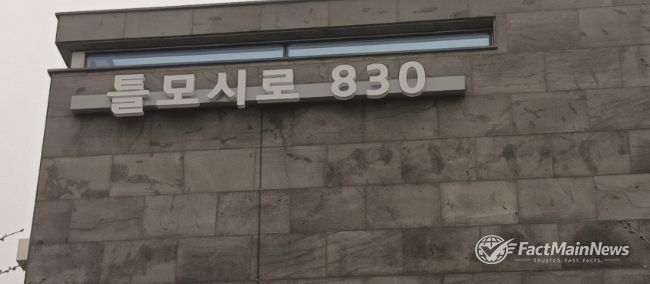 틀모시로 830
FactMainNews
TRUSTED. FAST. FACTS.